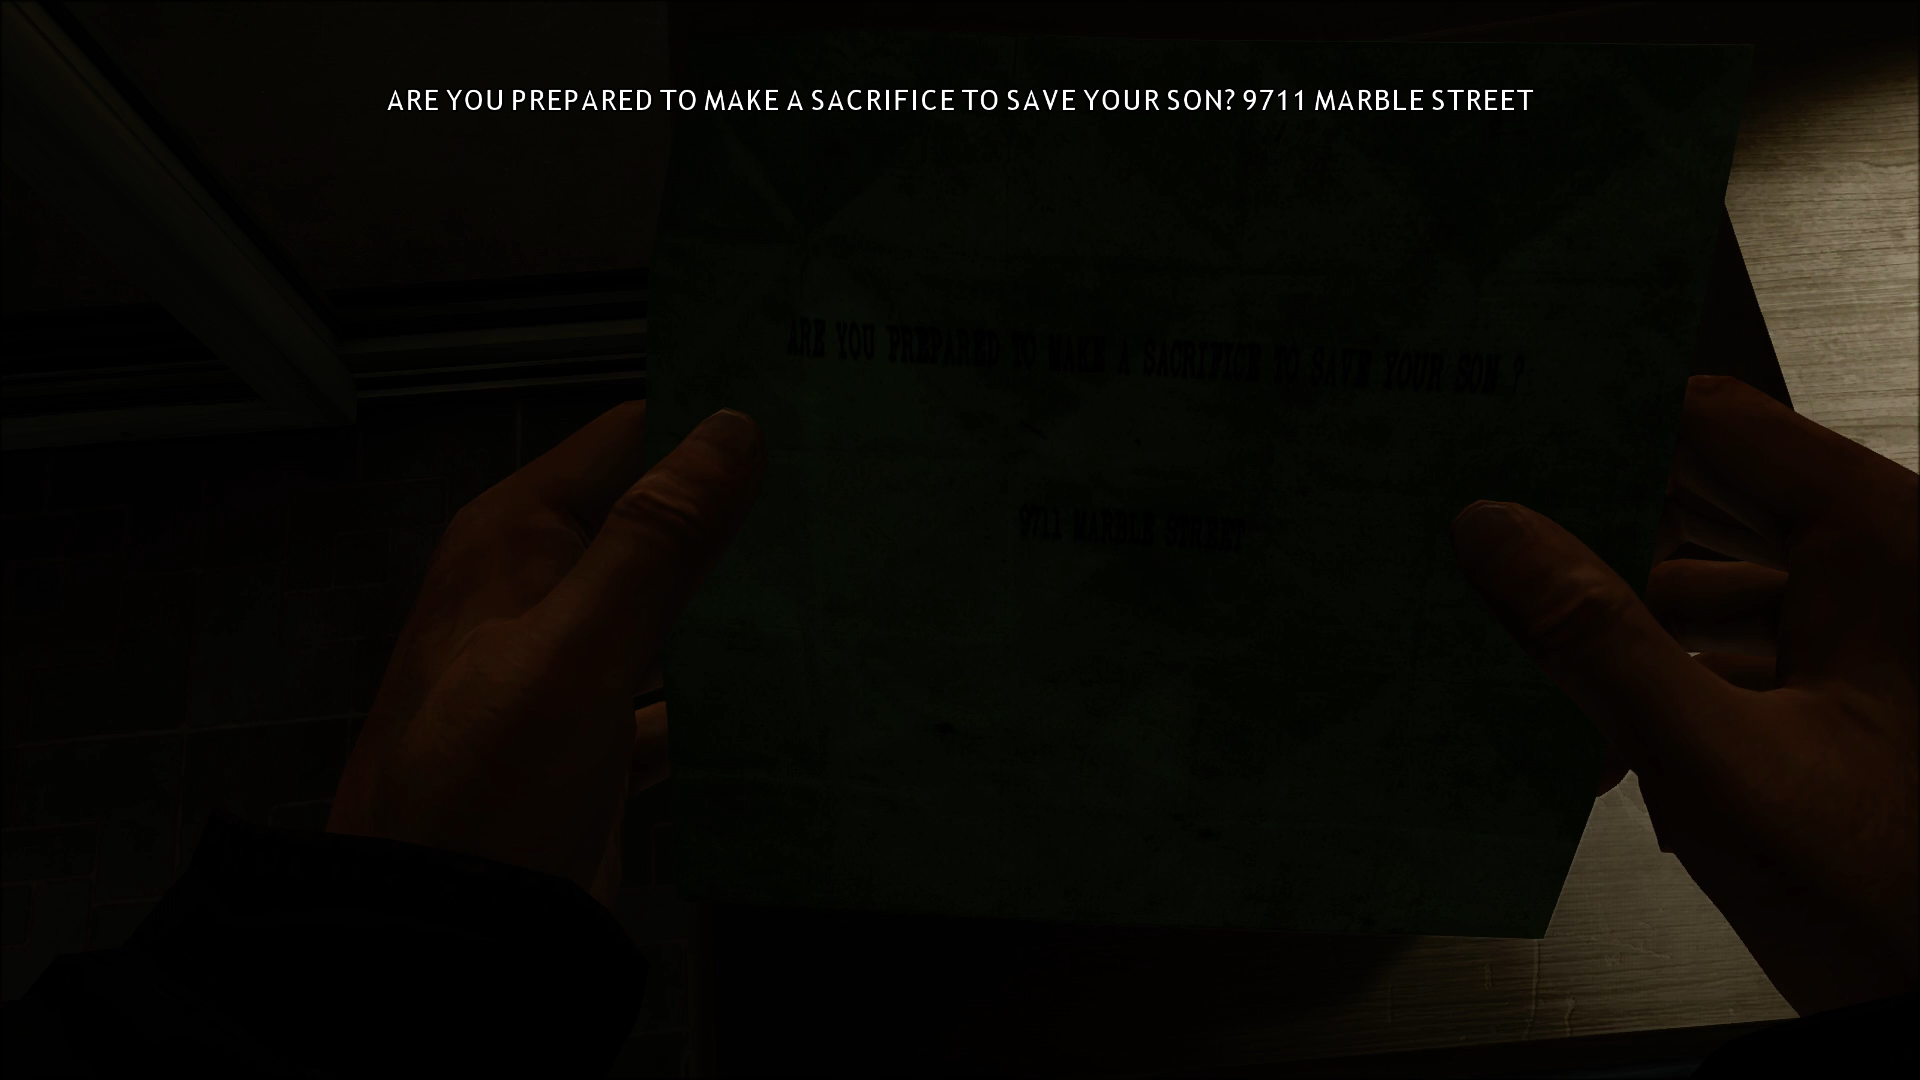 ARE YOU PREPARED TO MAKE A SACRIFICE TO SAVE YOUR SON? 9711 MARBLE STREET
ARE YOU PREPARED TO MAKE A SACRIFICE TO SAVE YOUR SON.?
9711 MARBLE STREET